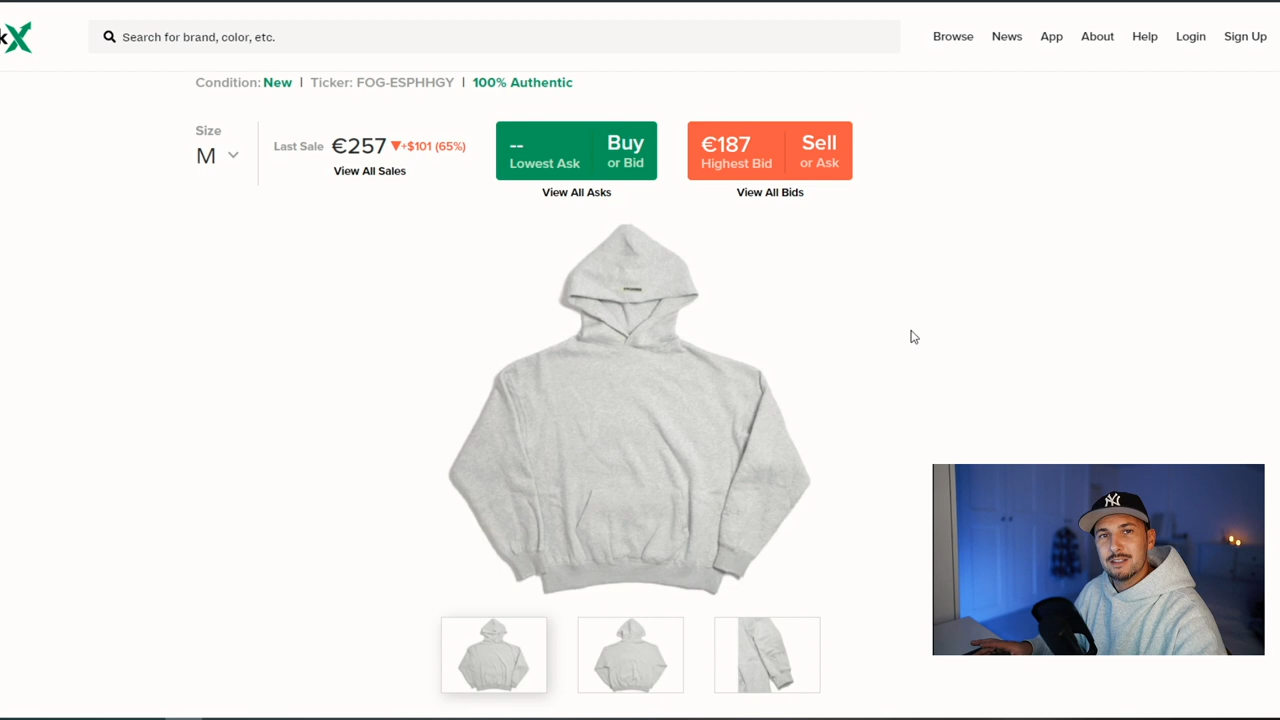 kX
Search for brand, color, etc.
Browse News App About Help Login Sign Up
Condition: New | Ticker: FOG-ESPHHGY | 100% Authentic
Size
M
Last Sale €257 ▼+$101 (65%)
View All Sales
-- Buy
Lowest Ask or Bid
View All Asks
€187 Sell
Highest Bid or Ask
View All Bids
NY